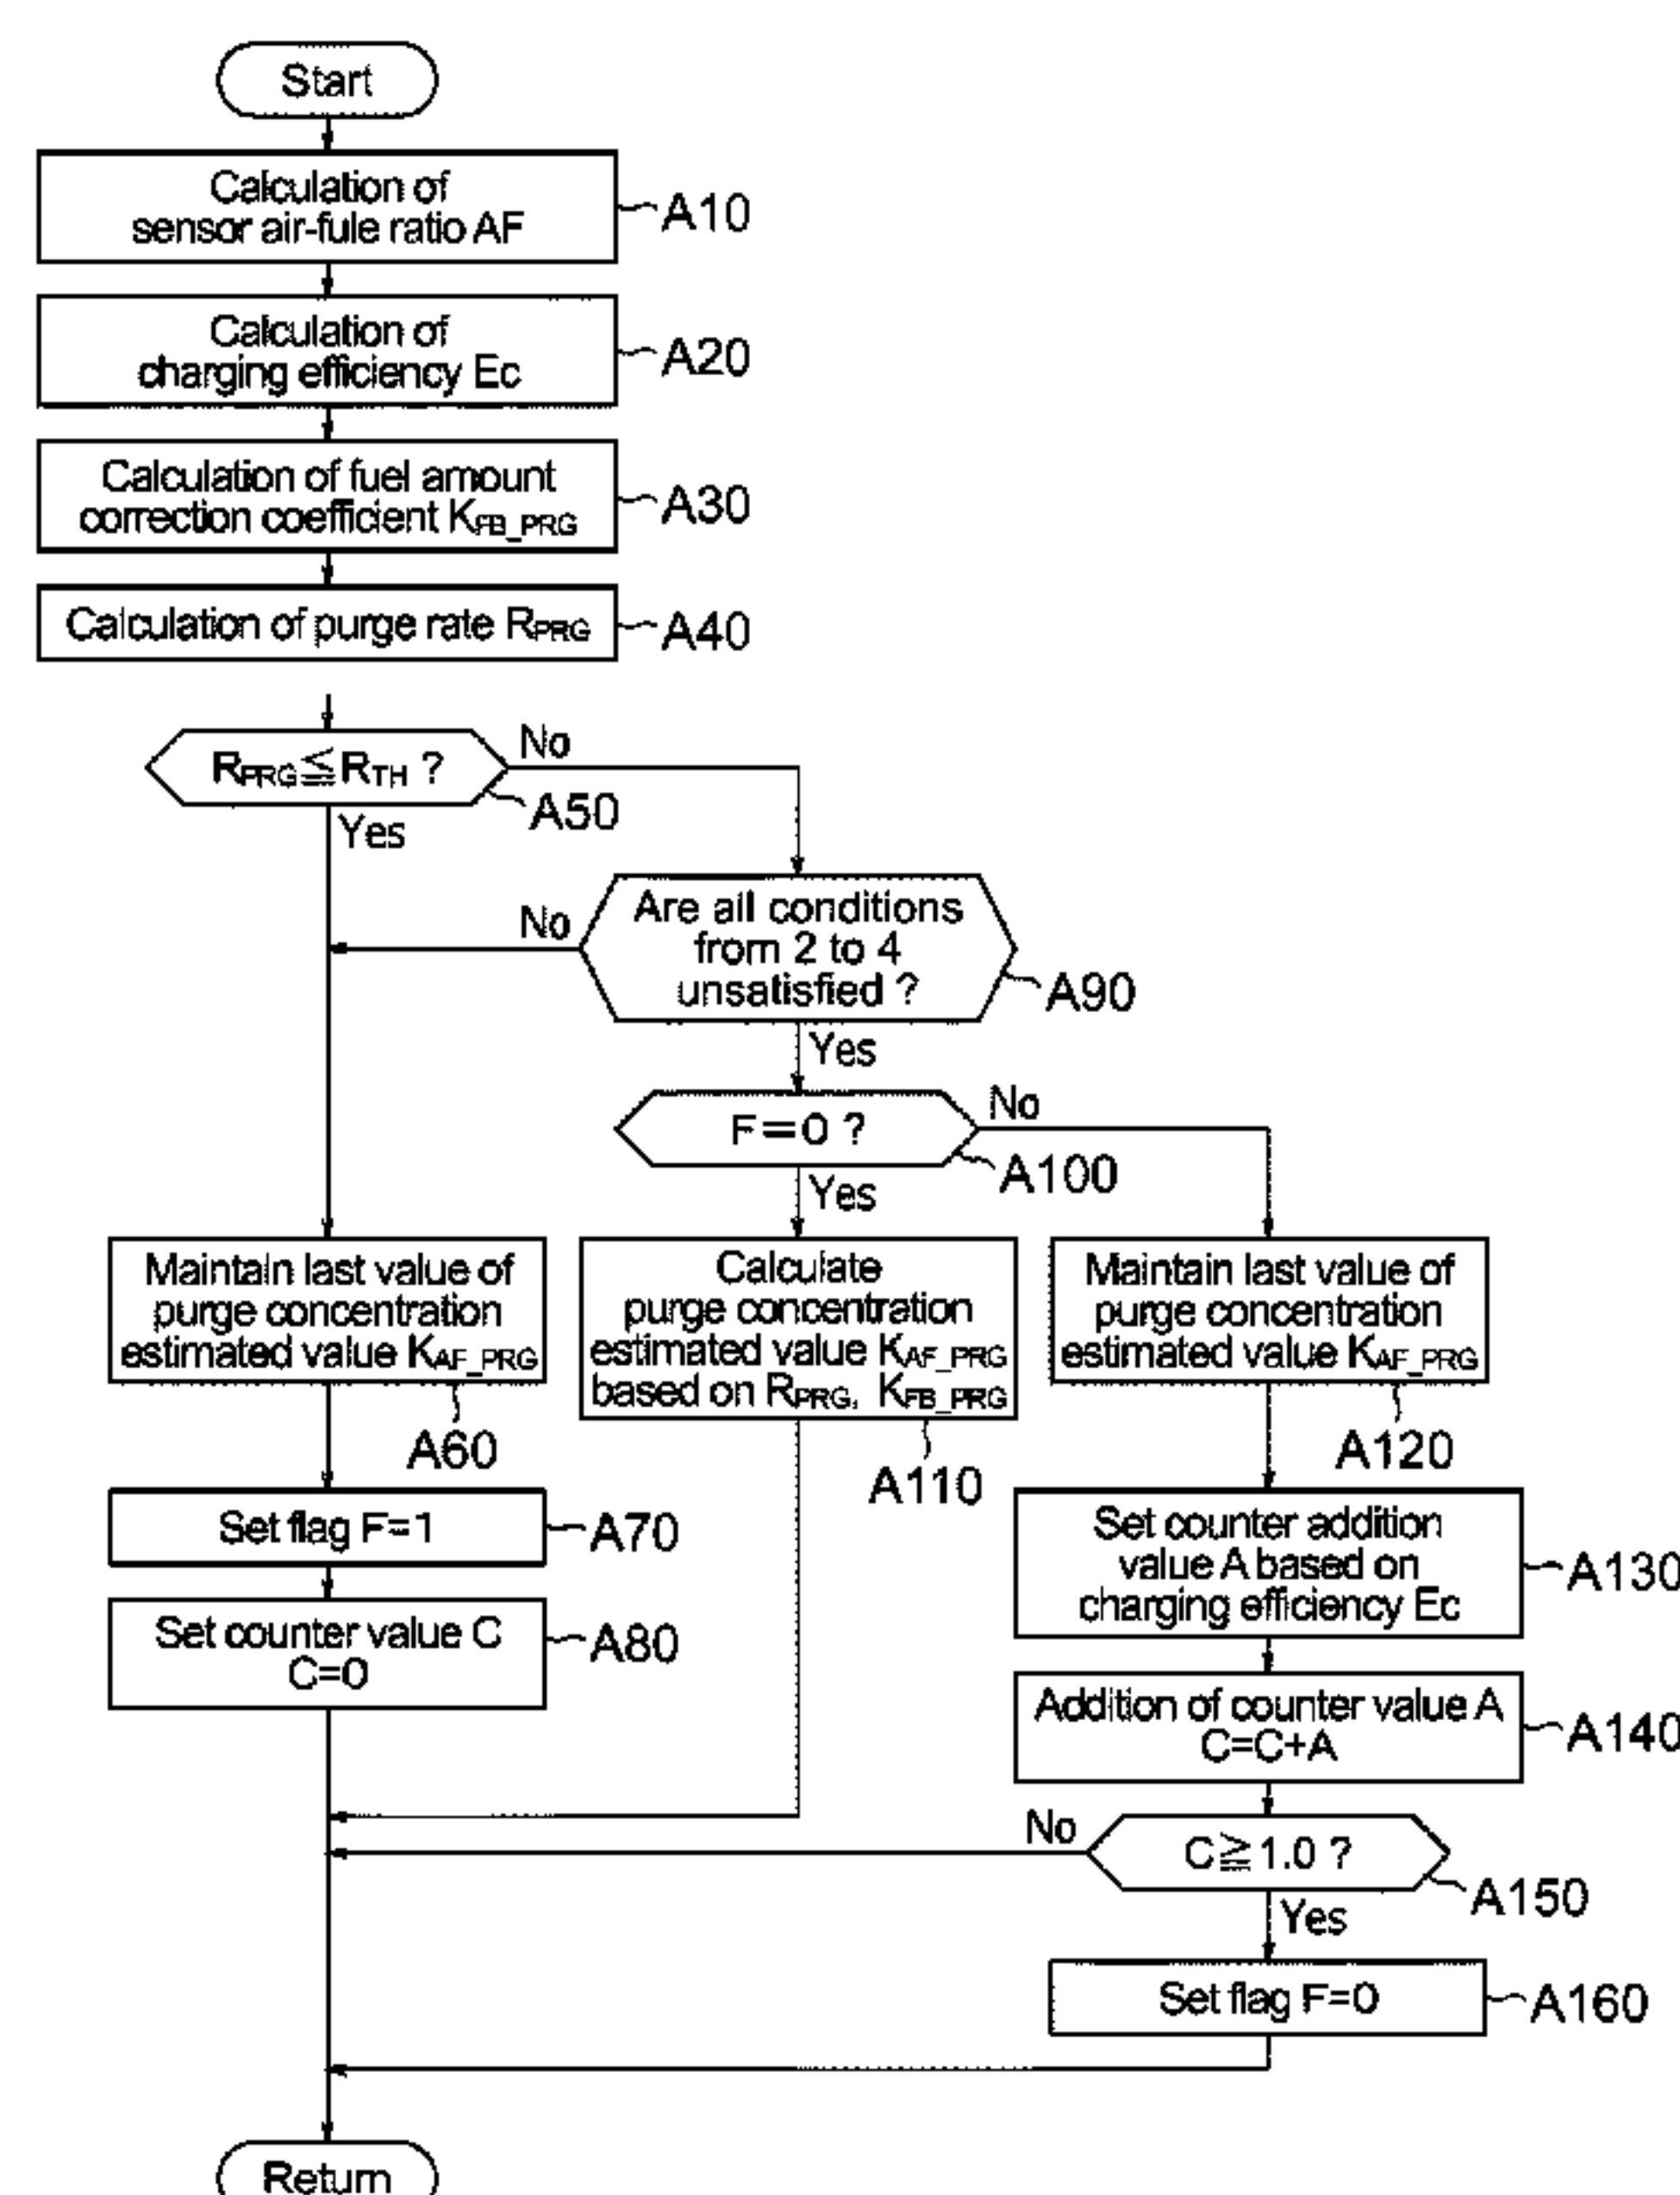 Start
Calculation of
sensor air-fule ratio AF
A10
Calculation of
charging efficiency Ec
A20
Calculation of fuel amount
correction coefficient KFB_PRG
A30
Calculation of purge rate RPRG
A40
RPRG≦RTH ?
No
A50
Yes
Are all conditions
from 2 to 4
unsatisfied ?
No
A90
Yes
F=0 ?
No
A100
Yes
Maintain last value of
purge concentration
estimated value KAF_PRG
A60
Calculate
purge concentration
estimated value KAF_PRG
based on RPRG, KFB_PRG
A110
Maintain last value of
purge concentration
estimated value KAF_PRG
A120
Set flag F=1
A70
Set counter value C
C=0
A80
Set counter addition
value A based on
charging efficiency Ec
A130
Addition of counter value A
C=C+A
A140
No
C≧1.0 ?
A150
Yes
Set flag F=0
A160
Return